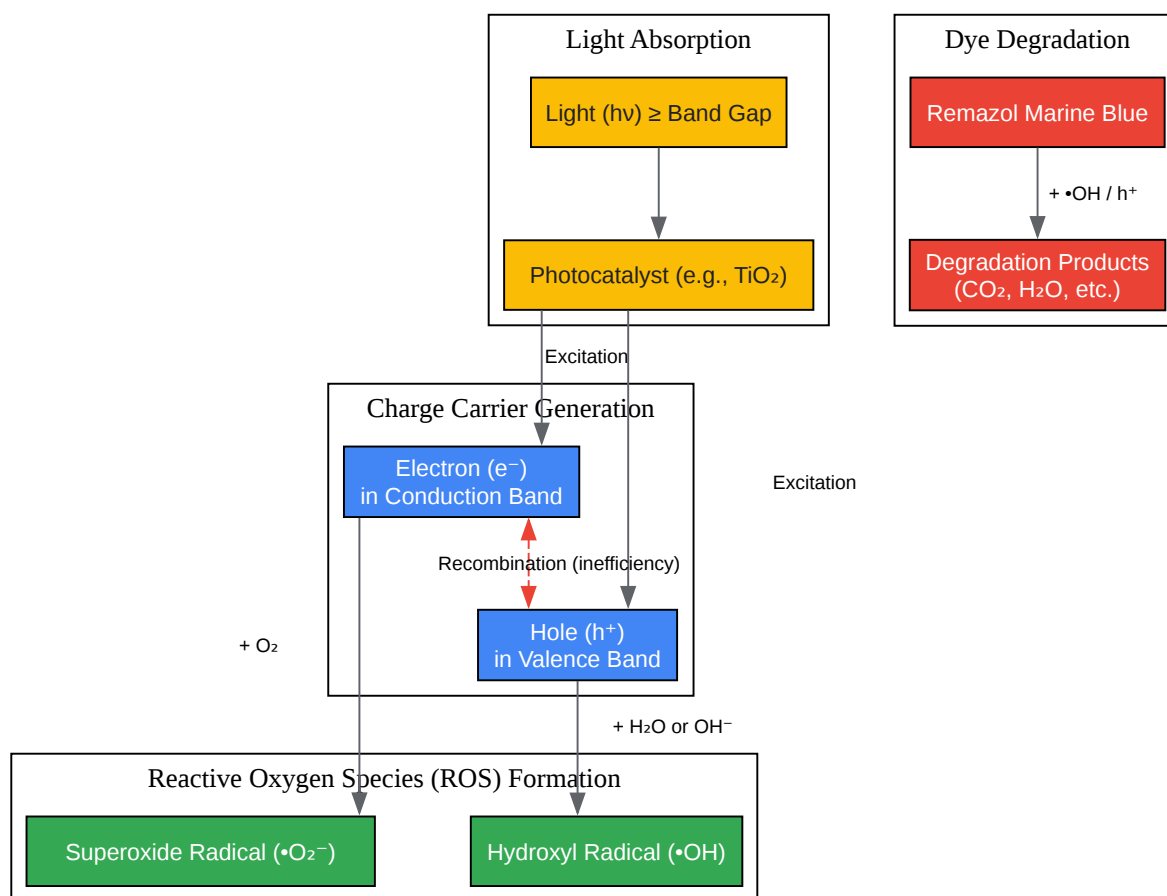 Light Absorption
Light (hν) ≥ Band Gap
Photocatalyst (e.g., TiO₂)
Dye Degradation
Remazol Marine Blue
+ •OH / h⁺
Degradation Products
(CO₂, H₂O, etc.)
Excitation
Excitation
Charge Carrier Generation
Electron (e⁻)
in Conduction Band
Recombination (inefficiency)
Hole (h⁺)
in Valence Band
+ O₂
+ H₂O or OH⁻
Reactive Oxygen Species (ROS) Formation
Superoxide Radical (•O₂⁻)
Hydroxyl Radical (•OH)